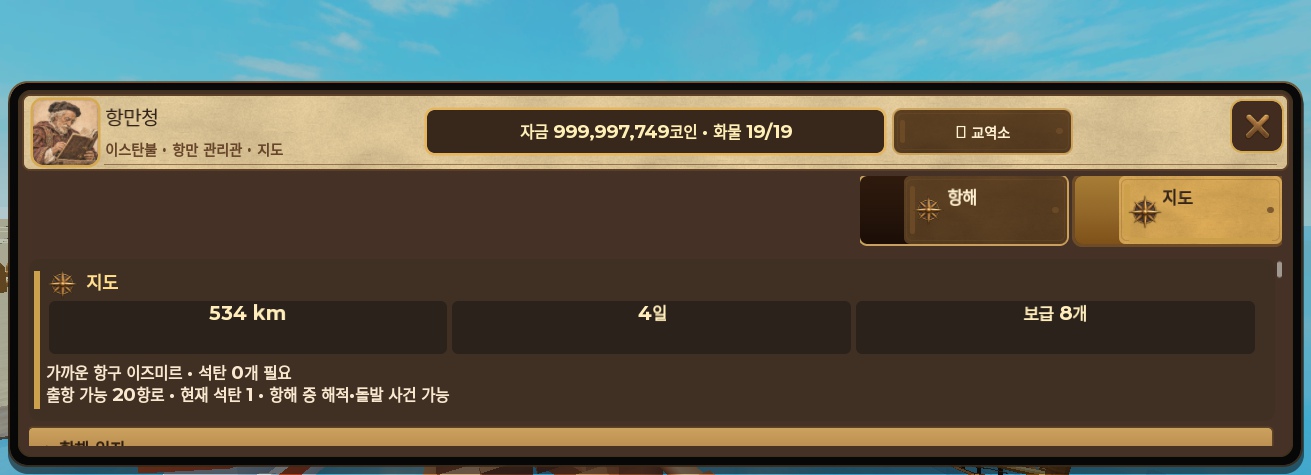 항만청
이스탄불 • 항만 관리관 • 지도
자금 999,997,749코인 • 화물 19/19
교역소
항해
지도
지도
534 km
4일
보급 8개
가까운 항구 이즈미르 • 석탄 0개 필요
출항 가능 20항로 • 현재 석탄 1 • 항해 중 해적•돌발 사건 가능